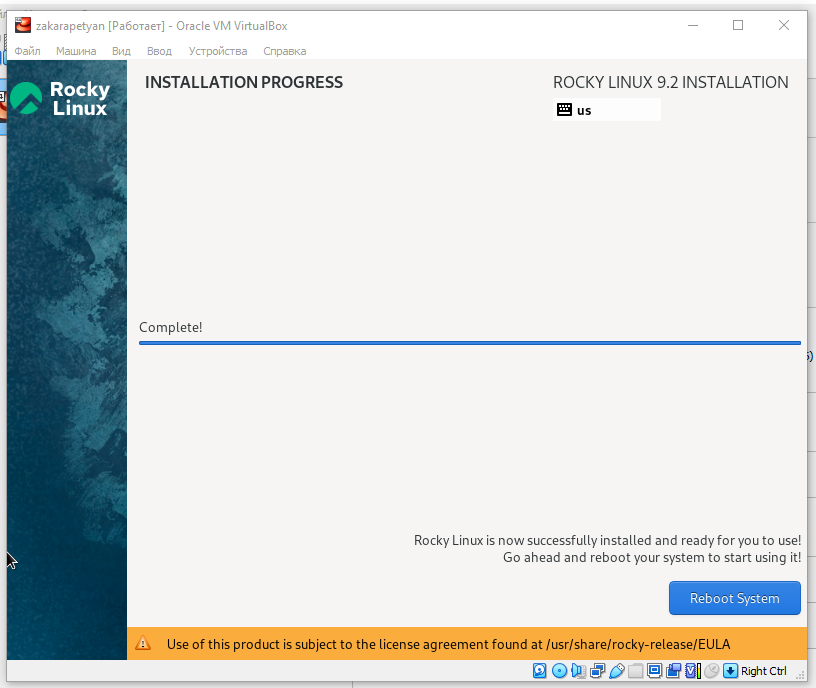 zakarapetyan [Работает] - Oracle VM VirtualBox
Файл Машина Вид Ввод Устройства Справка
Rocky
Linux
INSTALLATION PROGRESS
ROCKY LINUX 9.2 INSTALLATION
us
Complete!
Rocky Linux is now successfully installed and ready for you to use!
Go ahead and reboot your system to start using it!
Reboot System
Use of this product is subject to the license agreement found at /usr/share/rocky-release/EULA
Right Ctrl